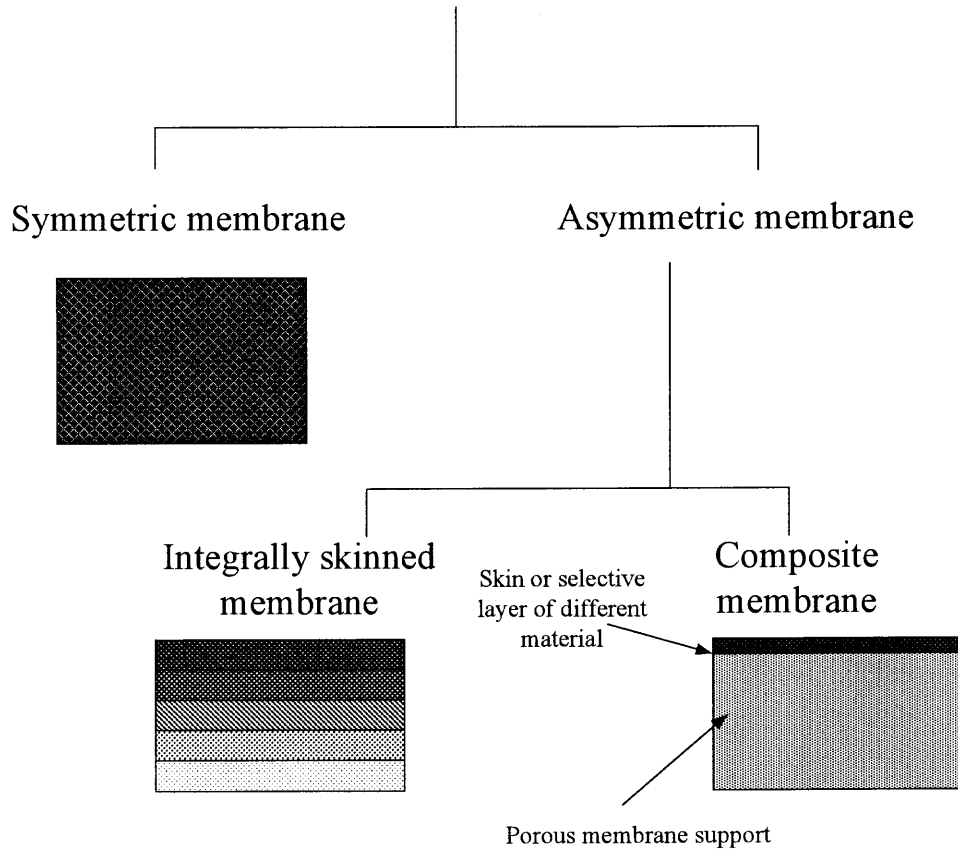 Symmetric membrane
Asymmetric membrane
Integrally skinned
membrane
Skin or selective
layer of different
material
Composite
membrane
Porous membrane support